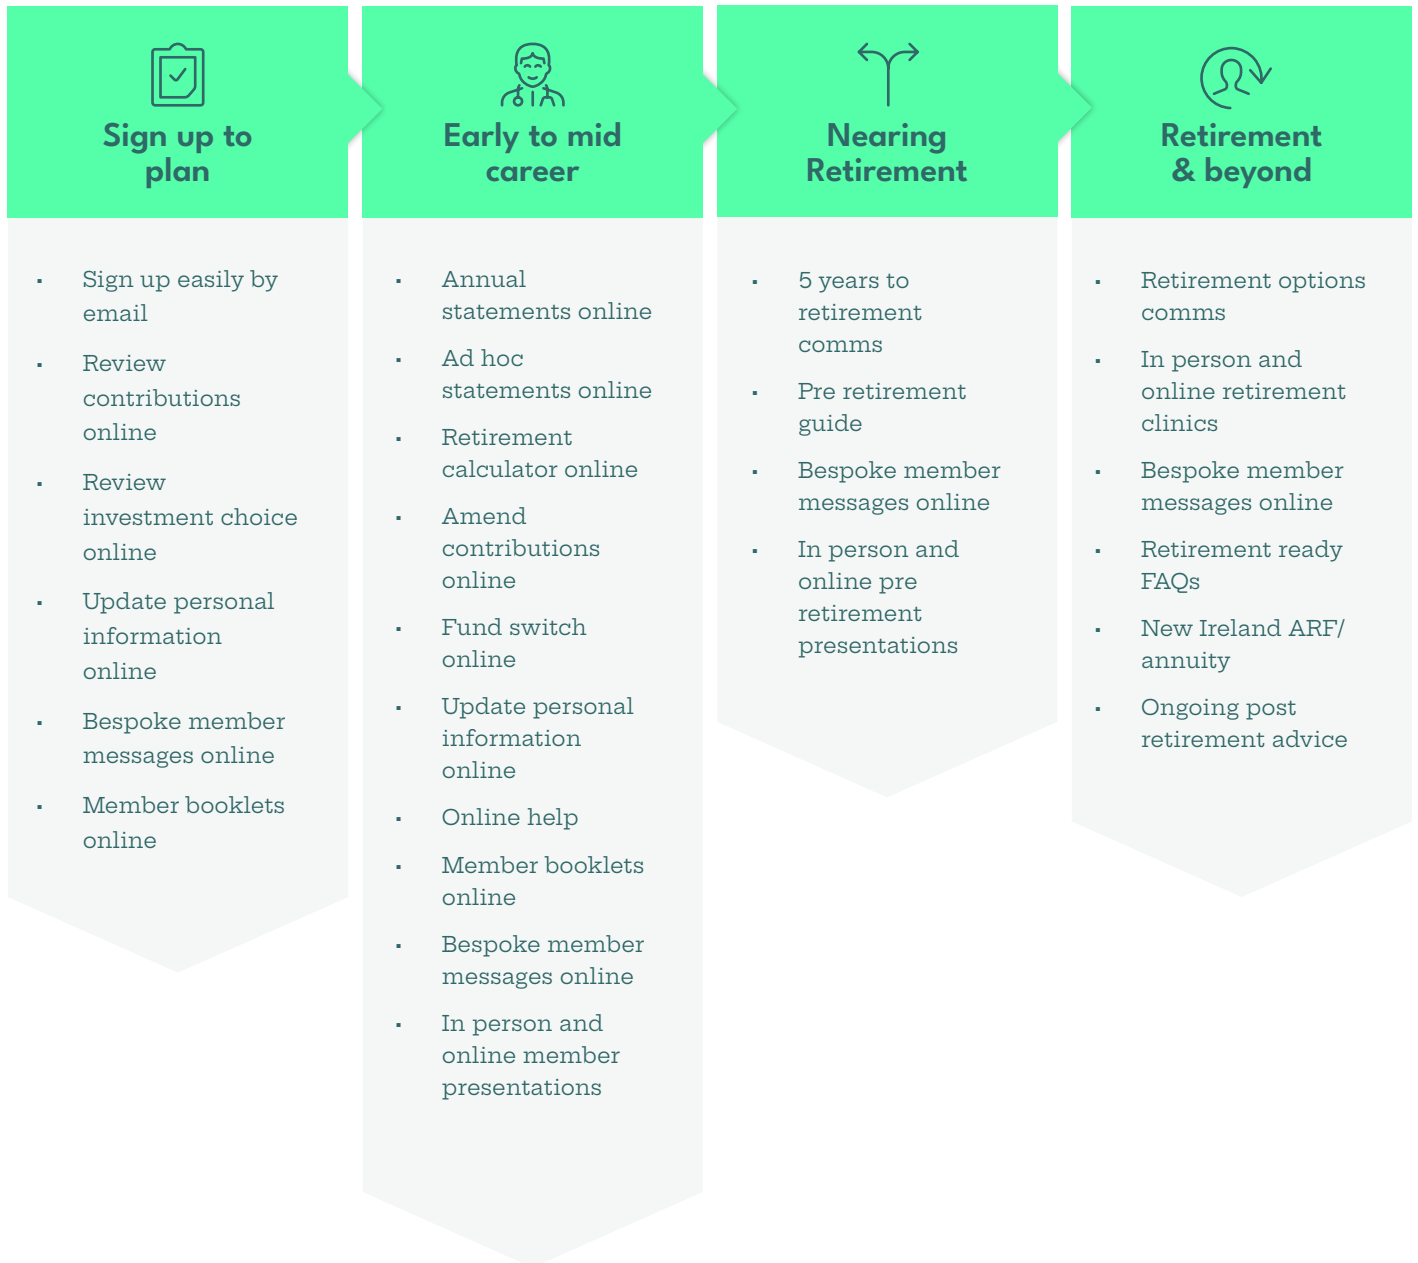 Sign up to
plan
▪ Sign up easily by
email
▪ Review
contributions
online
▪ Review
investment choice
online
▪ Update personal
information
online
▪ Bespoke member
messages online
▪ Member booklets
online
Early to mid
career
▪ Annual
statements online
▪ Ad hoc
statements online
▪ Retirement
calculator online
▪ Amend
contributions
online
▪ Fund switch
online
▪ Update personal
information
online
▪ Online help
▪ Member booklets
online
▪ Bespoke member
messages online
▪ In person and
online member
presentations
Nearing
Retirement
▪ 5 years to
retirement
comms
▪ Pre retirement
guide
▪ Bespoke member
messages online
▪ In person and
online pre
retirement
presentations
Retirement
& beyond
▪ Retirement options
comms
▪ In person and
online retirement
clinics
▪ Bespoke member
messages online
▪ Retirement ready
FAQs
▪ New Ireland ARF/
annuity
▪ Ongoing post
retirement advice